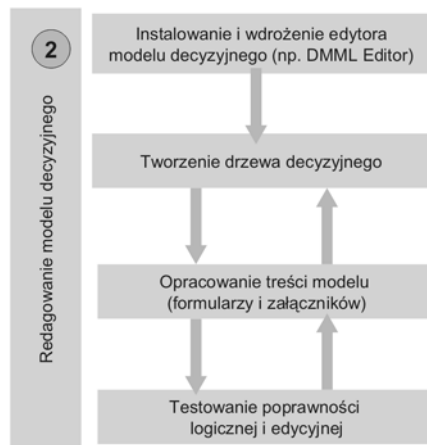 2
Redagowanie modelu decyzyjnego
Instalowanie i wdrożenie edytora
modelu decyzyjnego (np. DMML Editor)
Tworzenie drzewa decyzyjnego
Opracowanie treści modelu
(formularzy i załączników)
Testowanie poprawności
logicznej i edycyjnej